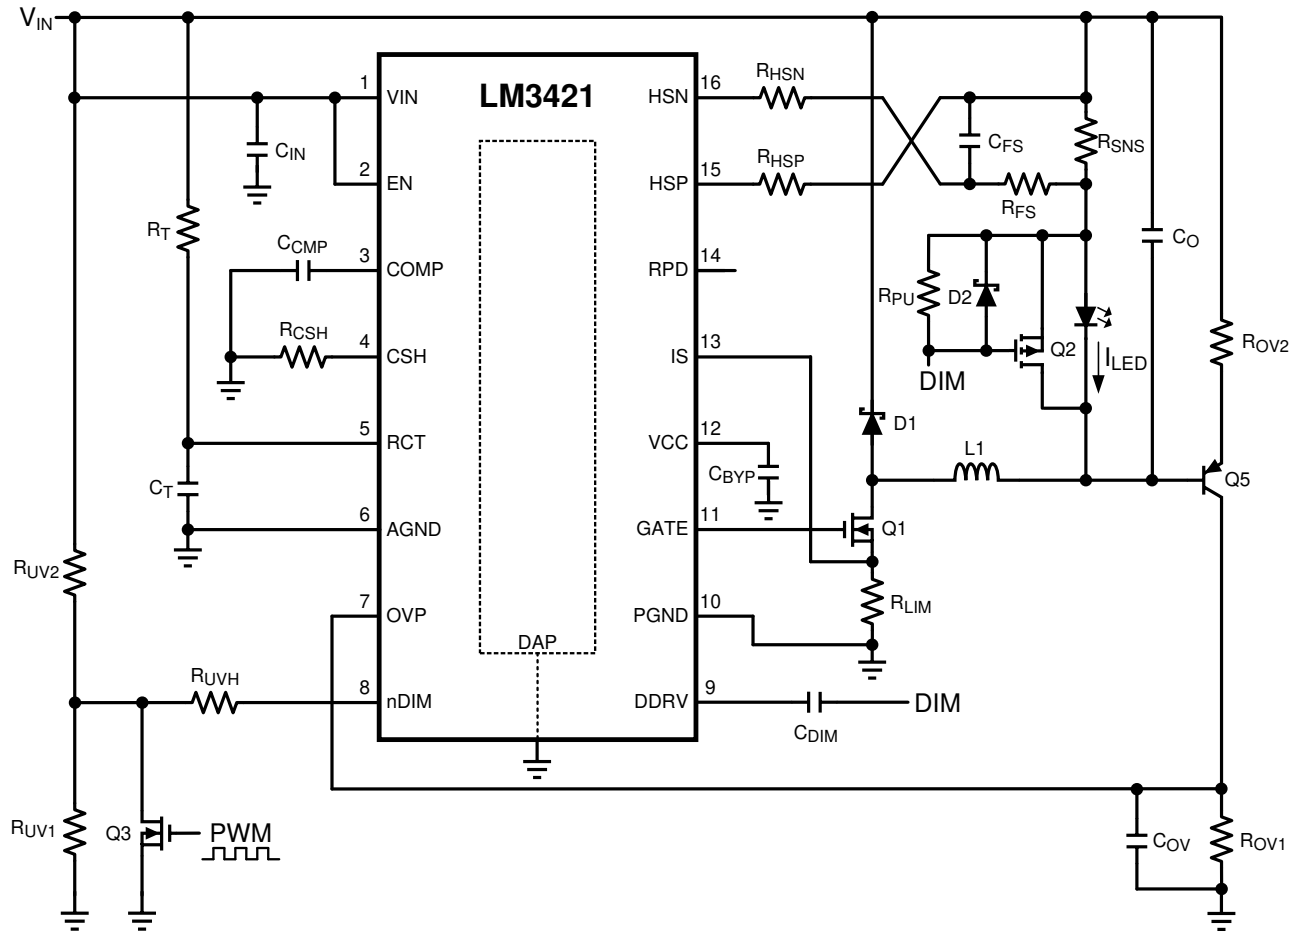 VIN
LM3421
1
VIN
CIN
2
EN
RT
CCMP
3
COMP
RCSH
4
CSH
5
RCT
CT
6
AGND
RUV2
7
OVP
RUVH
8
nDIM
DAP
RUV1
Q3
PWM
16
HSN
RHSN
15
HSP
RHSP
CFS
RSNS
RFS
14
RPD
CO
RPU
D2
Q2
DIM
ILED
ROV2
13
IS
D1
12
VCC
CBYP
L1
Q5
11
GATE
Q1
RLIM
10
PGND
9
DDRV
CDIM
DIM
COV
ROV1